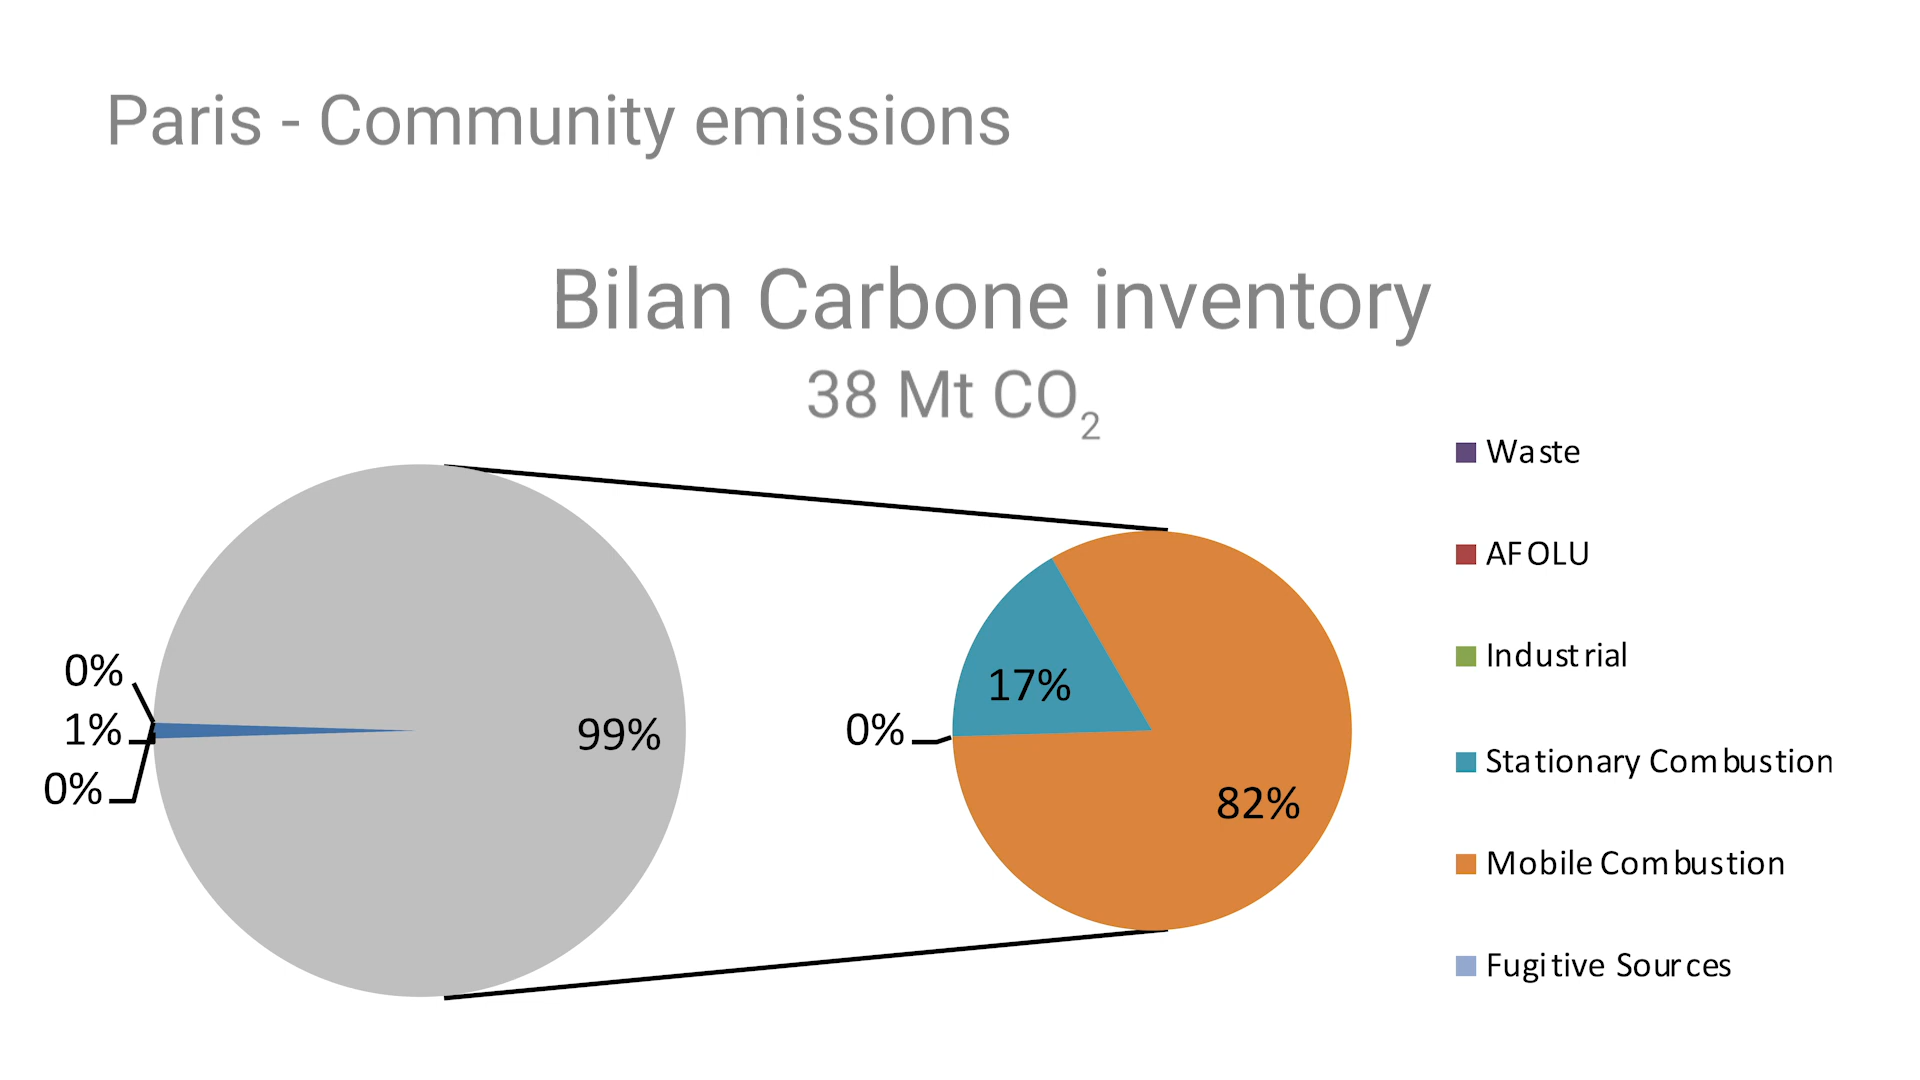 Paris - Community emissions
Bilan Carbone inventory
38 Mt CO₂
0%
1%
0%
99%
0%
17%
82%
Waste
AFOLU
Industrial
Stationary Combustion
Mobile Combustion
Fugitive Sources